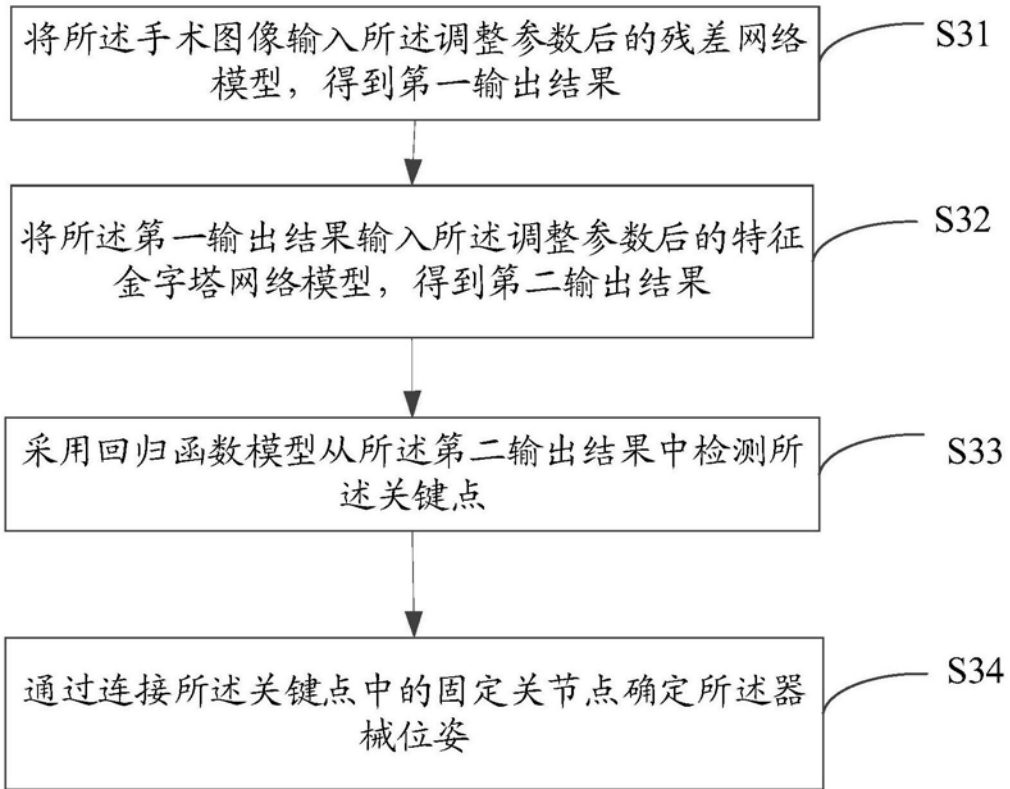 将所述手术图像输入所述调整参数后的残差网络
模型，得到第一输出结果
S31
将所述第一输出结果输入所述调整参数后的特征
金字塔网络模型，得到第二输出结果
S32
采用回归函数模型从所述第二输出结果中检测所
述关键点
S33
通过连接所述关键点中的固定关节点确定所述器
械位姿
S34